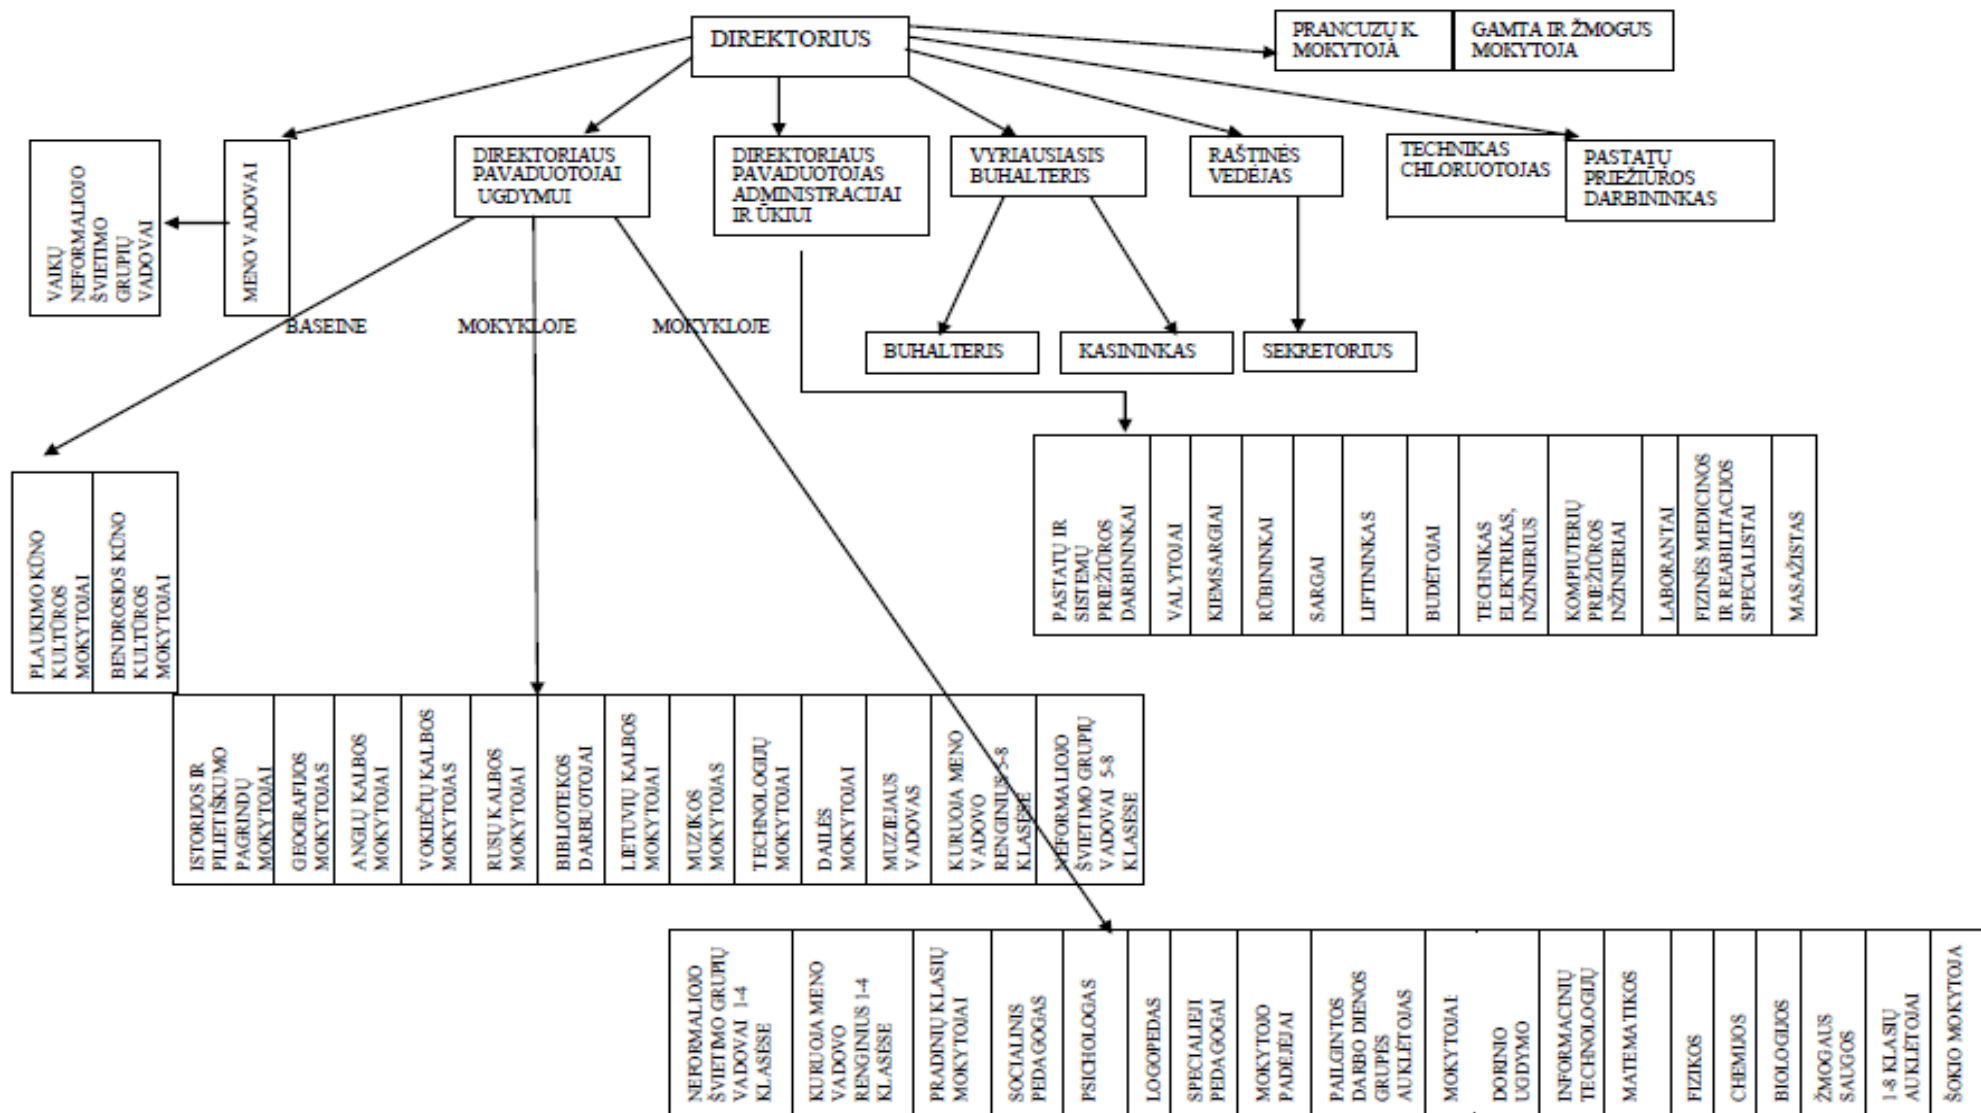 DIREKTORIUS
PRANCUZŲ K.
MOKYTOJA
GAMTA IR ŽMOGUS
MOKYTOJA
VAIKŲ
NEFORMALIOJO
ŠVIETIMO
GRUPIŲ
VADOVAI
MENO VADOVAI
DIREKTORIAUS
PAVADUOTOJAI
UGDYMUI
DIREKTORIAUS
PAVADUOTOJAS
ADMINISTRACIJAI
IR ŪKIUI
VYRIAUSIASIS
BUHALTERIS
RAŠTINĖS
VEDĖJAS
TECHNIKAS
CHLORUOTOJAS
PASTATŲ
PRIEŽIŪROS
DARBININKAS
BASEINE
MOKYKLOJE
MOKYKLOJE
BUHALTERIS
KASININKAS
SEKRETORIUS
PLAUKIMO KŪNO
KULTŪROS
MOKYTOJAI
BENDROSIOS KŪNO
KULTŪROS
MOKYTOJAI
PASTATŲ IR
SISTEMŲ
PRIEŽIŪROS
DARBININKAI
VALYTOJAI
KIEMSARGIAI
RŪBININKAI
SARGAI
LIFTININKAS
BUDĖTOJAI
TECHNIKAS
ELEKTRIKAS,
INŽINIERIUS
KOMPIUTERIŲ
PRIEŽIŪROS
INŽINIERIAI
LABORANTAI
FIZINĖS MEDICINOS
IR REABILITACIJOS
SPECIALISTAI
MASAŽISTAS
ISTORIJOS IR
PILIETIŠKUMO
PAGRINDŲ
MOKYTOJAI
GEOGRAFIJOS
MOKYTOJAS
ANGLŲ KALBOS
MOKYTOJAI
VOKIEČIŲ KALBOS
MOKYTOJAS
RUSŲ KALBOS
MOKYTOJAI
BIBLIOTEKOS
DARBUOTOJAI
LIETUVIŲ KALBOS
MOKYTOJAI
MUZIKOS
MOKYTOJAS
TECHNOLOGIJŲ
MOKYTOJAI
DAILĖS
MOKYTOJAI
MUZIEJAUS
VADOVAS
KURUOJA MENO
VADOVO
RENGINIUS 5-8
KLASĖSE
NEFORMALIOJO
ŠVIETIMO GRUPIŲ
VADOVAI 5-8
KLASĖSE
NEFORMALIOJO
ŠVIETIMO GRUPIŲ
VADOVAI 1-4
KLASĖSE
KURUOJA MENO
VADOVO
RENGINIUS 1-4
KLASĖSE
PRADINIŲ KLASIŲ
MOKYTOJAI
SOCIALINIS
PEDAGOGAS
PSICHOLOGAS
LOGOPEDAS
SPECIALIEJI
PEDAGOGAI
MOKYTOJO
PADĖJĖJAI
PAILGINTOS
DARBO DIENOS
GRUPĖS
AUKLĖTOJAS
MOKYTOJAI:
DORINIO
UGDYMO
INFORMACINIŲ
TECHNOLOGIJŲ
MATEMATIKOS
FIZIKOS
CHEMIJOS
BIOLOGIJOS
ŽMOGAUS
SAUGOS
1-8 KLASIŲ
AUKLĖTOJAI
ŠOKIO MOKYTOJA